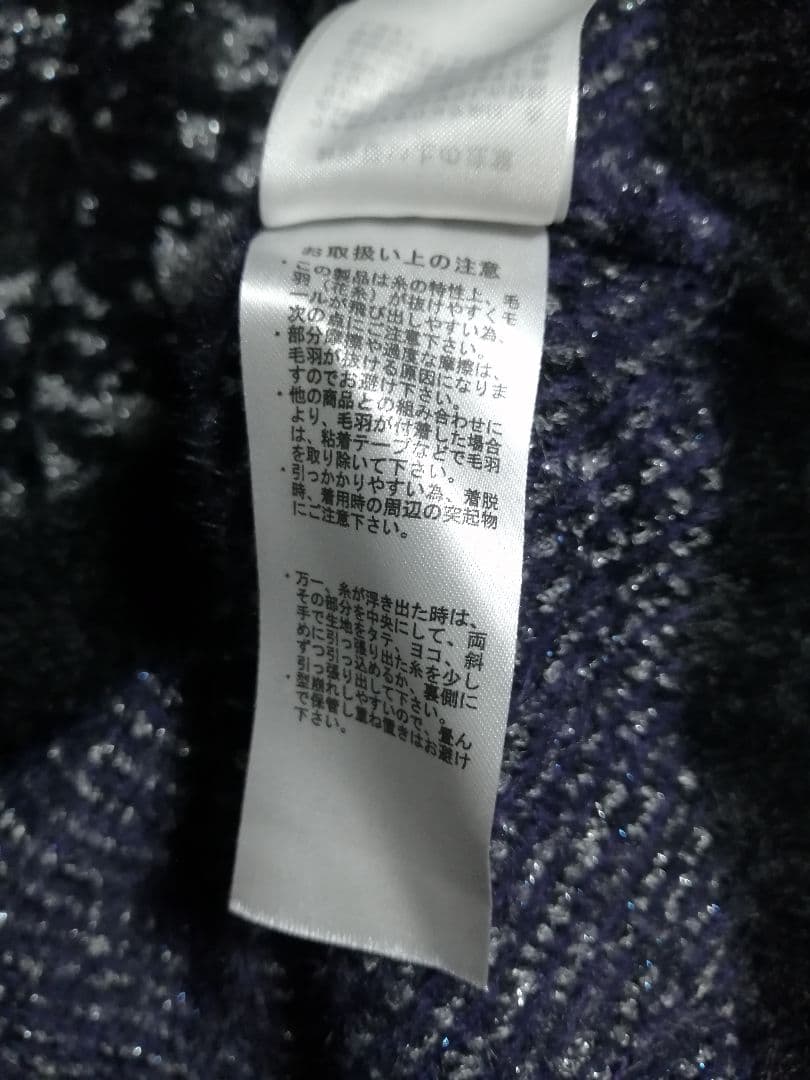 お取扱い上の注意
・この製品は糸の特性上、毛
羽（花糸）が抜けやすくモ
ールが飛び出しやすい為、
次の点にご注意下さい。
・部分摩擦や過度な摩擦は、
毛羽が抜ける原因になりま
すのでお避け下さい。
・他の商品との組み合わせに
より、毛羽が付着した場合
は、粘着テープなどで毛羽
を取り除いて下さい。
・引っかかりやすい為、着脱
時、着用時の周辺の突起物
にご注意下さい。
・万一、糸が浮き出た時は、
その部分を中央にして、両
手で生地をタテ、ヨコ、斜
めに引っ張り出た糸を少し
ずつ引っ込めるか、裏側に
引っ張り出して下さい。
・型崩れしやすいので、畳ん
で保管し重ね置きはお避け
下さい。